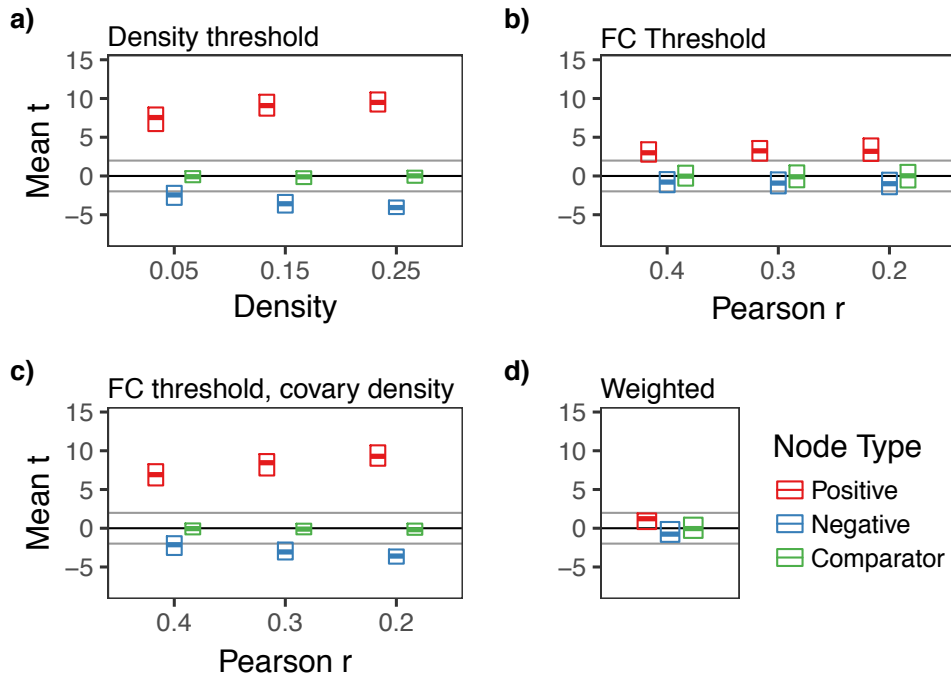 a)
Density threshold
Mean t
15
10
5
0
−5
0.05 0.15 0.25
Density
b)
FC Threshold
15
10
5
0
−5
0.4 0.3 0.2
Pearson r
c)
FC threshold, covary density
Mean t
15
10
5
0
−5
0.4 0.3 0.2
Pearson r
d)
Weighted
15
10
5
0
−5
Node Type
Positive
Negative
Comparator